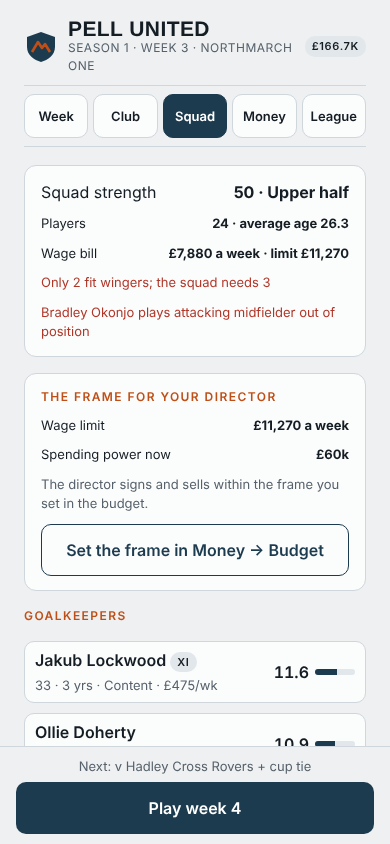 PELL UNITED
SEASON 1 · WEEK 3 · NORTHMARCH
ONE
£166.7K
Week
Club
Squad
Money
League
Squad strength
50 · Upper half
Players
24 · average age 26.3
Wage bill
£7,880 a week · limit £11,270
Only 2 fit wingers; the squad needs 3
Bradley Okonjo plays attacking midfielder out of
position
THE FRAME FOR YOUR DIRECTOR
Wage limit
£11,270 a week
Spending power now
£60k
The director signs and sells within the frame you
set in the budget.
Set the frame in Money → Budget
GOALKEEPERS
Jakub Lockwood XI
33 · 3 yrs · Content · £475/wk
11.6
Ollie Doherty
10.9
Next: v Hadley Cross Rovers + cup tie
Play week 4